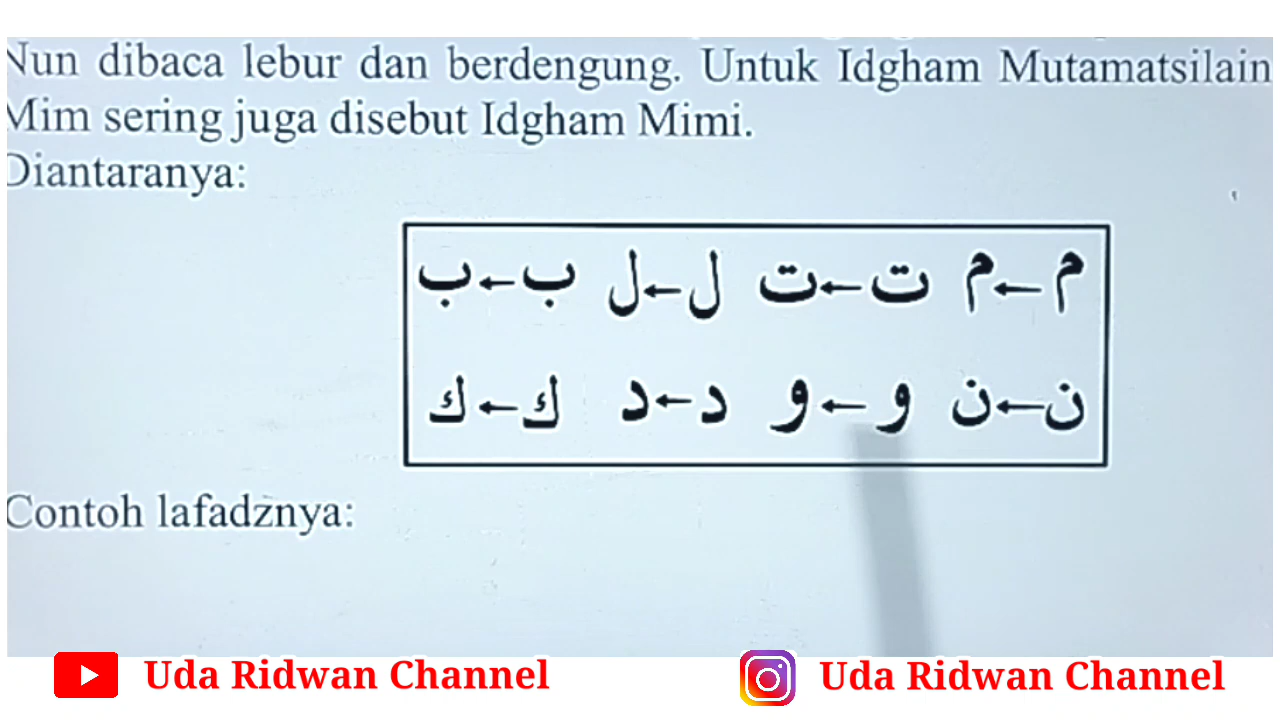 Nun dibaca lebur dan berdengung. Untuk Idgham Mutamatsilain
Mim sering juga disebut Idgham Mimi.
Diantaranya:
م ← م ت ← ت ل ← ل ب ← ب
ن ← ن و ← و د ← د ك ← ك
Contoh lafadznya:
Uda Ridwan Channel
Uda Ridwan Channel